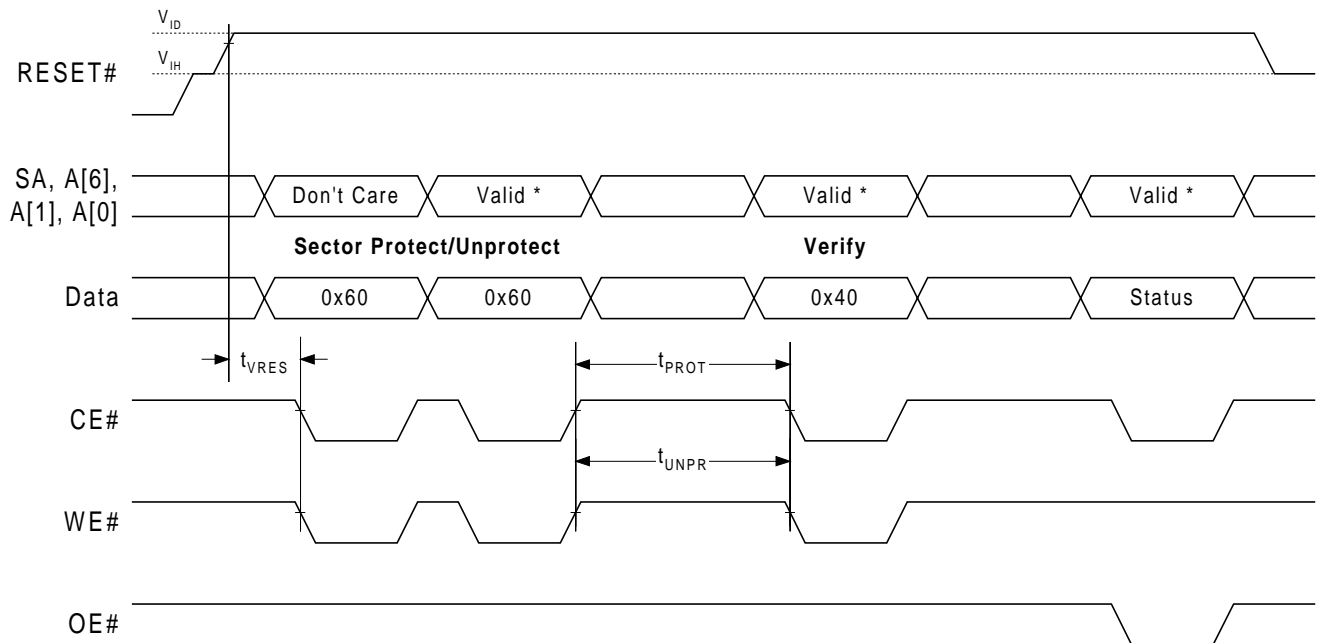 V_ID
V_IH
RESET#
SA, A[6],
A[1], A[0]
Don't Care Valid * Valid * Valid *
Sector Protect/Unprotect Verify
Data 0x60 0x60 0x40 Status
t_VRES t_PROT
CE#
t_UNPR
WE#
OE#